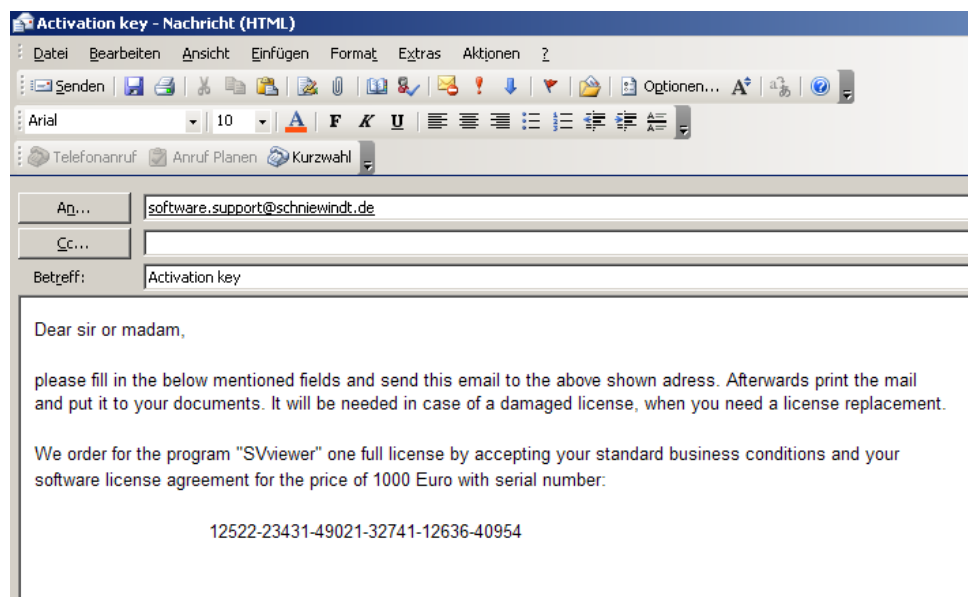 Activation key - Nachricht (HTML)
Datei Bearbeiten Ansicht Einfügen Format Extras Aktionen ?
Senden Optionen...
Arial 10 A F K U
Telefonanruf Anruf Planen Kurzwahl
An... software.support@schniewindt.de
Cc...
Betreff: Activation key
Dear sir or madam,
please fill in the below mentioned fields and send this email to the above shown adress. Afterwards print the mail
and put it to your documents. It will be needed in case of a damaged license, when you need a license replacement.
We order for the program "SVviewer" one full license by accepting your standard business conditions and your
software license agreement for the price of 1000 Euro with serial number:
12522-23431-49021-32741-12636-40954